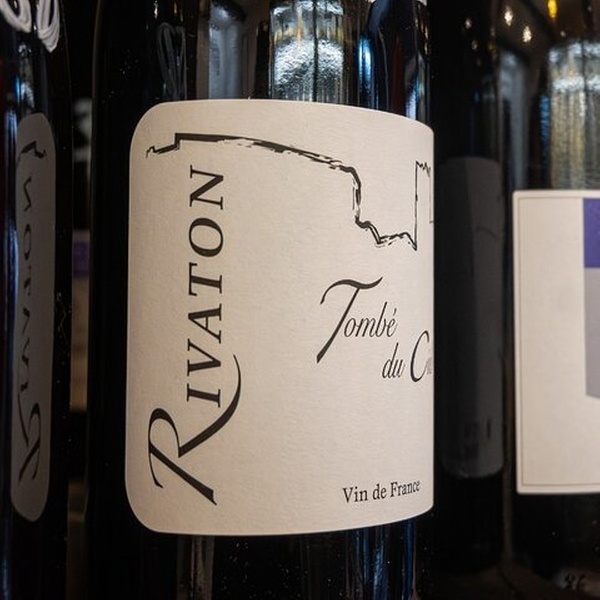 RIVATON
Tombé
du
Vin de France